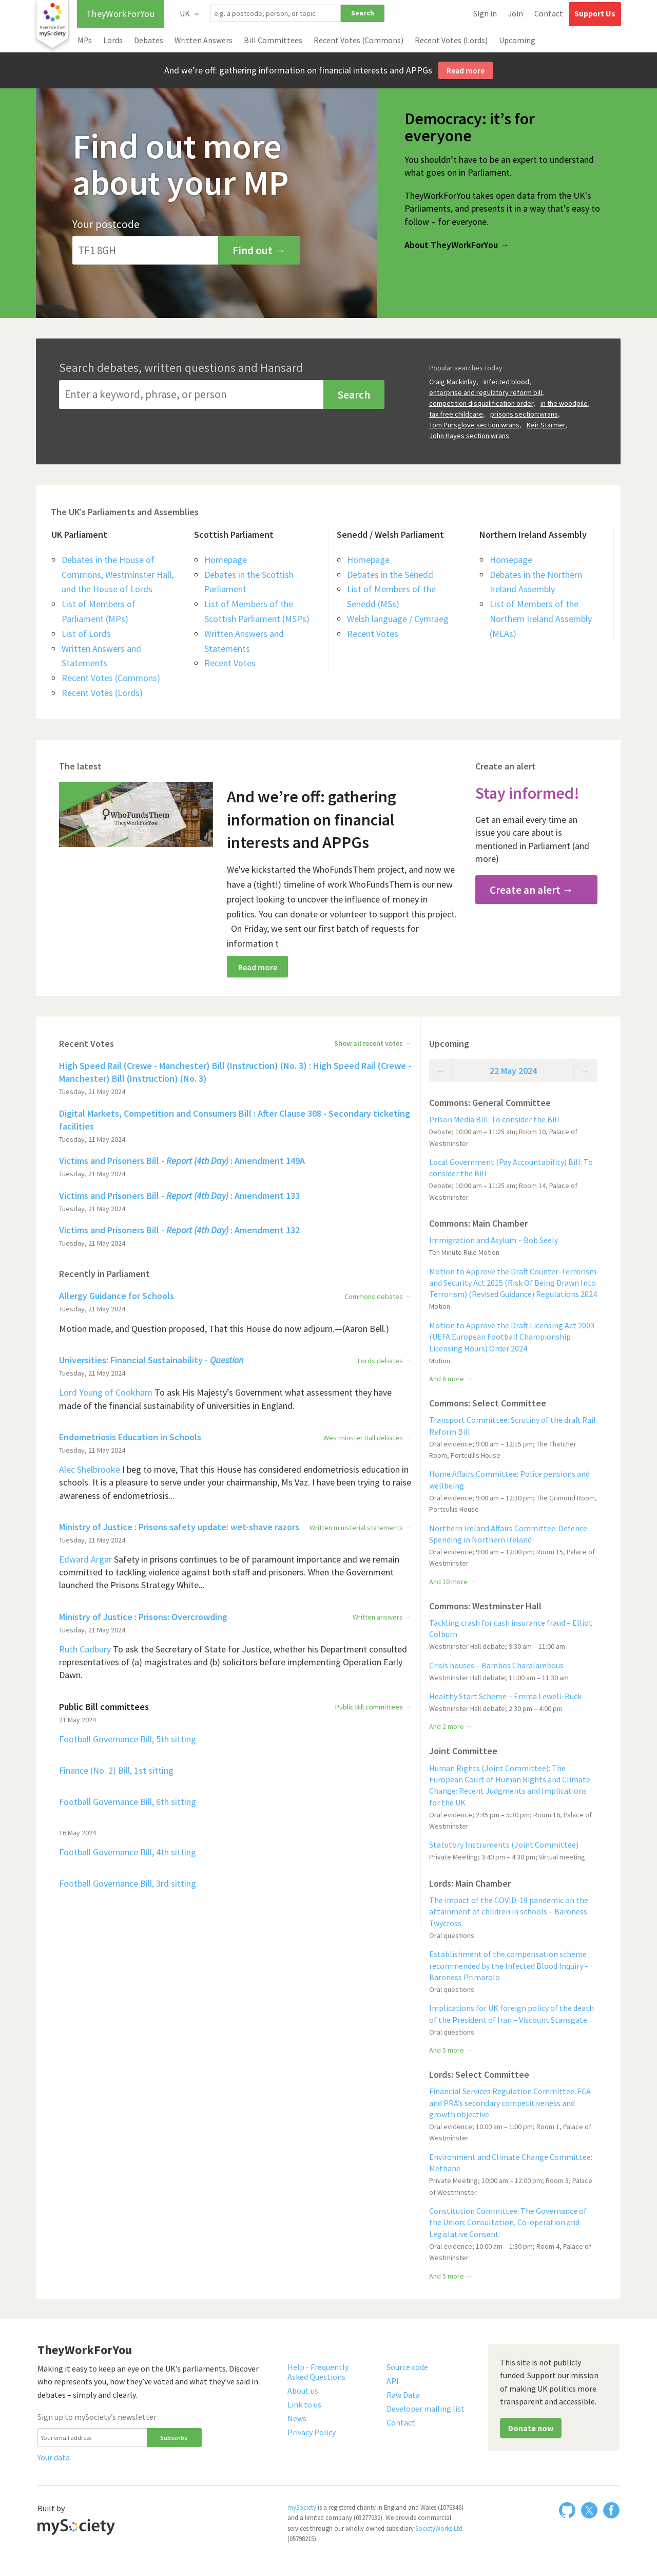 a service from
mySociety
TheyWorkForYou
UK
e.g. a postcode, person, or topic
Search
Sign in
Join
Contact
Support Us
MPs
Lords
Debates
Written Answers
Bill Committees
Recent Votes (Commons)
Recent Votes (Lords)
Upcoming
And we’re off: gathering information on financial interests and APPGs
Read more
Find out more
about your MP
Your postcode
TF1 8GH
Find out →
Democracy: it’s for
everyone
You shouldn’t have to be an expert to understand
what goes on in Parliament.
TheyWorkForYou takes open data from the UK’s
Parliaments, and presents it in a way that’s easy to
follow – for everyone.
About TheyWorkForYou →
Search debates, written questions and Hansard
Enter a keyword, phrase, or person
Search
Popular searches today
Craig Mackinlay, infected blood,
enterprise and regulatory reform bill,
competition disqualification order, in the woodpile,
tax free childcare, prisons section:wrans,
Tom Pursglove section:wrans, Keir Starmer,
John Hayes section:wrans
The UK's Parliaments and Assemblies
UK Parliament
Debates in the House of
Commons, Westminster Hall,
and the House of Lords
List of Members of
Parliament (MPs)
List of Lords
Written Answers and
Statements
Recent Votes (Commons)
Recent Votes (Lords)
Scottish Parliament
Homepage
Debates in the Scottish
Parliament
List of Members of the
Scottish Parliament (MSPs)
Written Answers and
Statements
Recent Votes
Senedd / Welsh Parliament
Homepage
Debates in the Senedd
List of Members of the
Senedd (MSs)
Welsh language / Cymraeg
Recent Votes
Northern Ireland Assembly
Homepage
Debates in the Northern
Ireland Assembly
List of Members of the
Northern Ireland Assembly
(MLAs)
The latest
WhoFundsThem
TheyWorkForYou
And we’re off: gathering
information on financial
interests and APPGs
We've kickstarted the WhoFundsThem project, and now we
have a (tight!) timeline of work WhoFundsThem is our new
project looking to uncover the influence of money in
politics. You can donate or volunteer to support this project.
On Friday, we sent our first batch of requests for
information t
Read more
Create an alert
Stay informed!
Get an email every time an
issue you care about is
mentioned in Parliament (and
more)
Create an alert →
Recent Votes
Show all recent votes →
High Speed Rail (Crewe - Manchester) Bill (Instruction) (No. 3) : High Speed Rail (Crewe -
Manchester) Bill (Instruction) (No. 3)
Tuesday, 21 May 2024
Digital Markets, Competition and Consumers Bill : After Clause 308 - Secondary ticketing
facilities
Tuesday, 21 May 2024
Victims and Prisoners Bill - Report (4th Day) : Amendment 149A
Tuesday, 21 May 2024
Victims and Prisoners Bill - Report (4th Day) : Amendment 133
Tuesday, 21 May 2024
Victims and Prisoners Bill - Report (4th Day) : Amendment 132
Tuesday, 21 May 2024
Recently in Parliament
Allergy Guidance for Schools
Commons debates →
Tuesday, 21 May 2024
Motion made, and Question proposed, That this House do now adjourn.—(Aaron Bell.)
Universities: Financial Sustainability - Question
Lords debates →
Tuesday, 21 May 2024
Lord Young of Cookham To ask His Majesty’s Government what assessment they have
made of the financial sustainability of universities in England.
Endometriosis Education in Schools
Westminster Hall debates →
Tuesday, 21 May 2024
Alec Shelbrooke I beg to move, That this House has considered endometriosis education in
schools. It is a pleasure to serve under your chairmanship, Ms Vaz. I have been trying to raise
awareness of endometriosis...
Ministry of Justice : Prisons safety update: wet-shave razors
Written ministerial statements →
Tuesday, 21 May 2024
Edward Argar Safety in prisons continues to be of paramount importance and we remain
committed to tackling violence against both staff and prisoners. When the Government
launched the Prisons Strategy White...
Ministry of Justice : Prisons: Overcrowding
Written answers →
Tuesday, 21 May 2024
Ruth Cadbury To ask the Secretary of State for Justice, whether his Department consulted
representatives of (a) magistrates and (b) solicitors before implementing Operation Early
Dawn.
Public Bill committees
Public Bill committees →
21 May 2024
Football Governance Bill, 5th sitting
Finance (No. 2) Bill, 1st sitting
Football Governance Bill, 6th sitting
16 May 2024
Football Governance Bill, 4th sitting
Football Governance Bill, 3rd sitting
Upcoming
← 22 May 2024 →
Commons: General Committee
Prison Media Bill: To consider the Bill
Debate; 10:00 am – 11:25 am; Room 10, Palace of
Westminster
Local Government (Pay Accountability) Bill: To
consider the Bill
Debate; 10:00 am – 11:25 am; Room 14, Palace of
Westminster
Commons: Main Chamber
Immigration and Asylum – Bob Seely
Ten Minute Rule Motion
Motion to Approve the Draft Counter-Terrorism
and Security Act 2015 (Risk Of Being Drawn Into
Terrorism) (Revised Guidance) Regulations 2024
Motion
Motion to Approve the Draft Licensing Act 2003
(UEFA European Football Championship
Licensing Hours) Order 2024
Motion
And 6 more →
Commons: Select Committee
Transport Committee: Scrutiny of the draft Rail
Reform Bill
Oral evidence; 9:00 am – 12:15 pm; The Thatcher
Room, Portcullis House
Home Affairs Committee: Police pensions and
wellbeing
Oral evidence; 9:00 am – 12:30 pm; The Grimond Room,
Portcullis House
Northern Ireland Affairs Committee: Defence
Spending in Northern Ireland
Oral evidence; 9:00 am – 12:00 pm; Room 15, Palace of
Westminster
And 10 more →
Commons: Westminster Hall
Tackling crash for cash insurance fraud – Elliot
Colburn
Westminster Hall debate; 9:30 am – 11:00 am
Crisis houses – Bambos Charalambous
Westminster Hall debate; 11:00 am – 11:30 am
Healthy Start Scheme – Emma Lewell-Buck
Westminster Hall debate; 2:30 pm – 4:00 pm
And 2 more →
Joint Committee
Human Rights (Joint Committee): The
European Court of Human Rights and Climate
Change: Recent Judgments and Implications
for the UK
Oral evidence; 2:45 pm – 5:30 pm; Room 16, Palace of
Westminster
Statutory Instruments (Joint Committee)
Private Meeting; 3:40 pm – 4:30 pm; Virtual meeting
Lords: Main Chamber
The impact of the COVID-19 pandemic on the
attainment of children in schools – Baroness
Twycross
Oral questions
Establishment of the compensation scheme
recommended by the Infected Blood Inquiry –
Baroness Primarolo
Oral questions
Implications for UK foreign policy of the death
of the President of Iran – Viscount Stansgate
Oral questions
And 5 more →
Lords: Select Committee
Financial Services Regulation Committee: FCA
and PRA’s secondary competitiveness and
growth objective
Oral evidence; 10:00 am – 1:00 pm; Room 1, Palace of
Westminster
Environment and Climate Change Committee:
Methane
Private Meeting; 10:00 am – 12:00 pm; Room 3, Palace
of Westminster
Constitution Committee: The Governance of
the Union: Consultation, Co-operation and
Legislative Consent
Oral evidence; 10:00 am – 1:30 pm; Room 4, Palace of
Westminster
And 5 more →
TheyWorkForYou
Making it easy to keep an eye on the UK’s parliaments. Discover
who represents you, how they’ve voted and what they’ve said in
debates – simply and clearly.
Sign up to mySociety’s newsletter
Your email address
Subscribe
Your data
Help - Frequently
Asked Questions
About us
Link to us
News
Privacy Policy
Source code
API
Raw Data
Developer mailing list
Contact
This site is not publicly
funded. Support our mission
of making UK politics more
transparent and accessible.
Donate now
Built by
mySociety
mySociety is a registered charity in England and Wales (1076346)
and a limited company (03277032). We provide commercial
services through our wholly owned subsidiary SocietyWorks Ltd
(05798215).